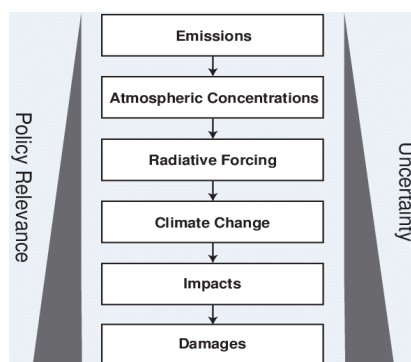 Emissions
Atmospheric Concentrations
Radiative Forcing
Climate Change
Impacts
Damages
Policy Relevance
Uncertainty